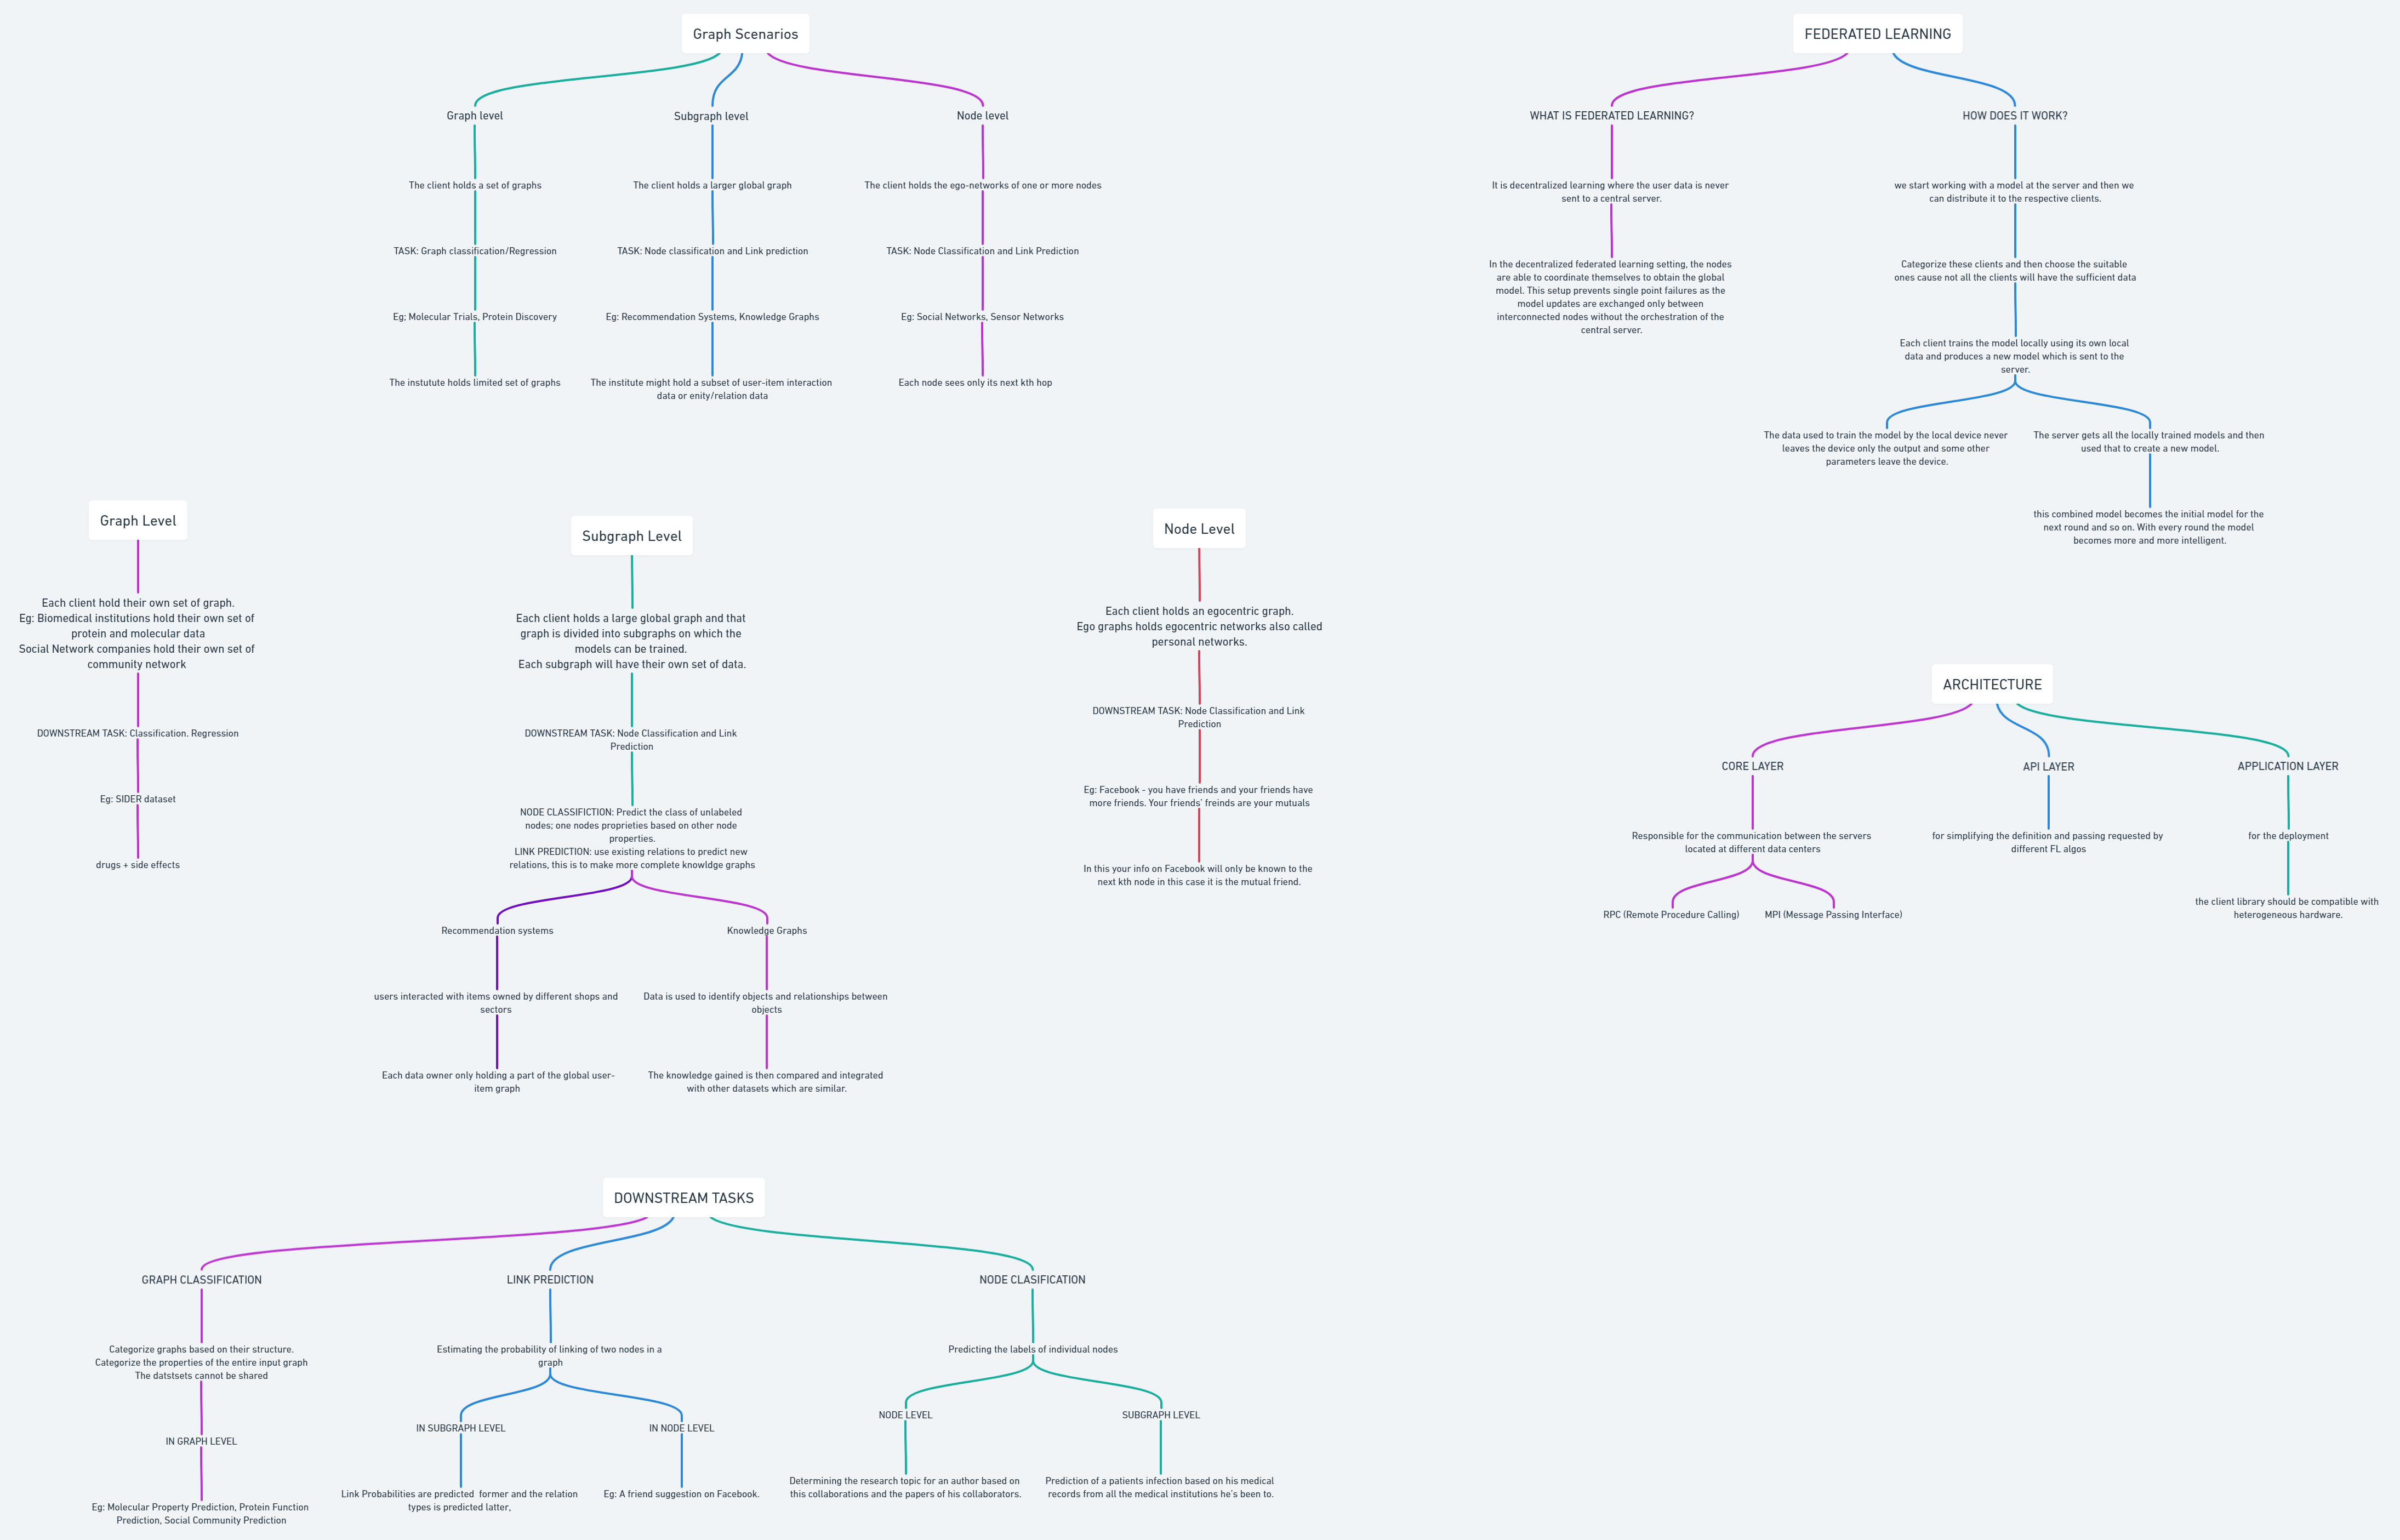 Graph Scenarios
Graph level
Subgraph level
Node level
The client holds a set of graphs
The client holds a larger global graph
The client holds the ego-networks of one or more nodes
TASK: Graph classification/Regression
TASK: Node classification and Link prediction
TASK: Node Classification and Link Prediction
Eg; Molecular Trials, Protein Discovery
Eg: Recommendation Systems, Knowledge Graphs
Eg: Social Networks, Sensor Networks
The instutute holds limited set of graphs
The institute might hold a subset of user-item interaction
data or enity/relation data
Each node sees only its next kth hop
FEDERATED LEARNING
WHAT IS FEDERATED LEARNING?
It is decentralized learning where the user data is never
sent to a central server.
In the decentralized federated learning setting, the nodes
are able to coordinate themselves to obtain the global
model. This setup prevents single point failures as the
model updates are exchanged only between
interconnected nodes without the orchestration of the
central server.
HOW DOES IT WORK?
we start working with a model at the server and then we
can distribute it to the respective clients.
Categorize these clients and then choose the suitable
ones cause not all the clients will have the sufficient data
Each client trains the model locally using its own local
data and produces a new model which is sent to the
server.
The data used to train the model by the local device never
leaves the device only the output and some other
parameters leave the device.
The server gets all the locally trained models and then
used that to create a new model.
this combined model becomes the initial model for the
next round and so on. With every round the model
becomes more and more intelligent.
Graph Level
Each client hold their own set of graph.
Eg: Biomedical institutions hold their own set of
protein and molecular data
Social Network companies hold their own set of
community network
DOWNSTREAM TASK: Classification. Regression
Eg: SIDER dataset
drugs + side effects
Subgraph Level
Each client holds a large global graph and that
graph is divided into subgraphs on which the
models can be trained.
Each subgraph will have their own set of data.
DOWNSTREAM TASK: Node Classification and Link
Prediction
NODE CLASSIFICTION: Predict the class of unlabeled
nodes; one nodes proprieties based on other node
properties.
LINK PREDICTION: use existing relations to predict new
relations, this is to make more complete knowldge graphs
Recommendation systems
users interacted with items owned by different shops and
sectors
Each data owner only holding a part of the global user-
item graph
Knowledge Graphs
Data is used to identify objects and relationships between
objects
The knowledge gained is then compared and integrated
with other datasets which are similar.
Node Level
Each client holds an egocentric graph.
Ego graphs holds egocentric networks also called
personal networks.
DOWNSTREAM TASK: Node Classification and Link
Prediction
Eg: Facebook - you have friends and your friends have
more friends. Your friends' freinds are your mutuals
In this your info on Facebook will only be known to the
next kth node in this case it is the mutual friend.
ARCHITECTURE
CORE LAYER
Responsible for the communication between the servers
located at different data centers
RPC (Remote Procedure Calling)
MPI (Message Passing Interface)
API LAYER
for simplifying the definition and passing requested by
different FL algos
APPLICATION LAYER
for the deployment
the client library should be compatible with
heterogeneous hardware.
DOWNSTREAM TASKS
GRAPH CLASSIFICATION
Categorize graphs based on their structure.
Categorize the properties of the entire input graph
The datstsets cannot be shared
IN GRAPH LEVEL
Eg: Molecular Property Prediction, Protein Function
Prediction, Social Community Prediction
LINK PREDICTION
Estimating the probability of linking of two nodes in a
graph
IN SUBGRAPH LEVEL
Link Probabilities are predicted former and the relation
types is predicted latter,
IN NODE LEVEL
Eg: A friend suggestion on Facebook.
NODE CLASIFICATION
Predicting the labels of individual nodes
NODE LEVEL
Determining the research topic for an author based on
this collaborations and the papers of his collaborators.
SUBGRAPH LEVEL
Prediction of a patients infection based on his medical
records from all the medical institutions he's been to.